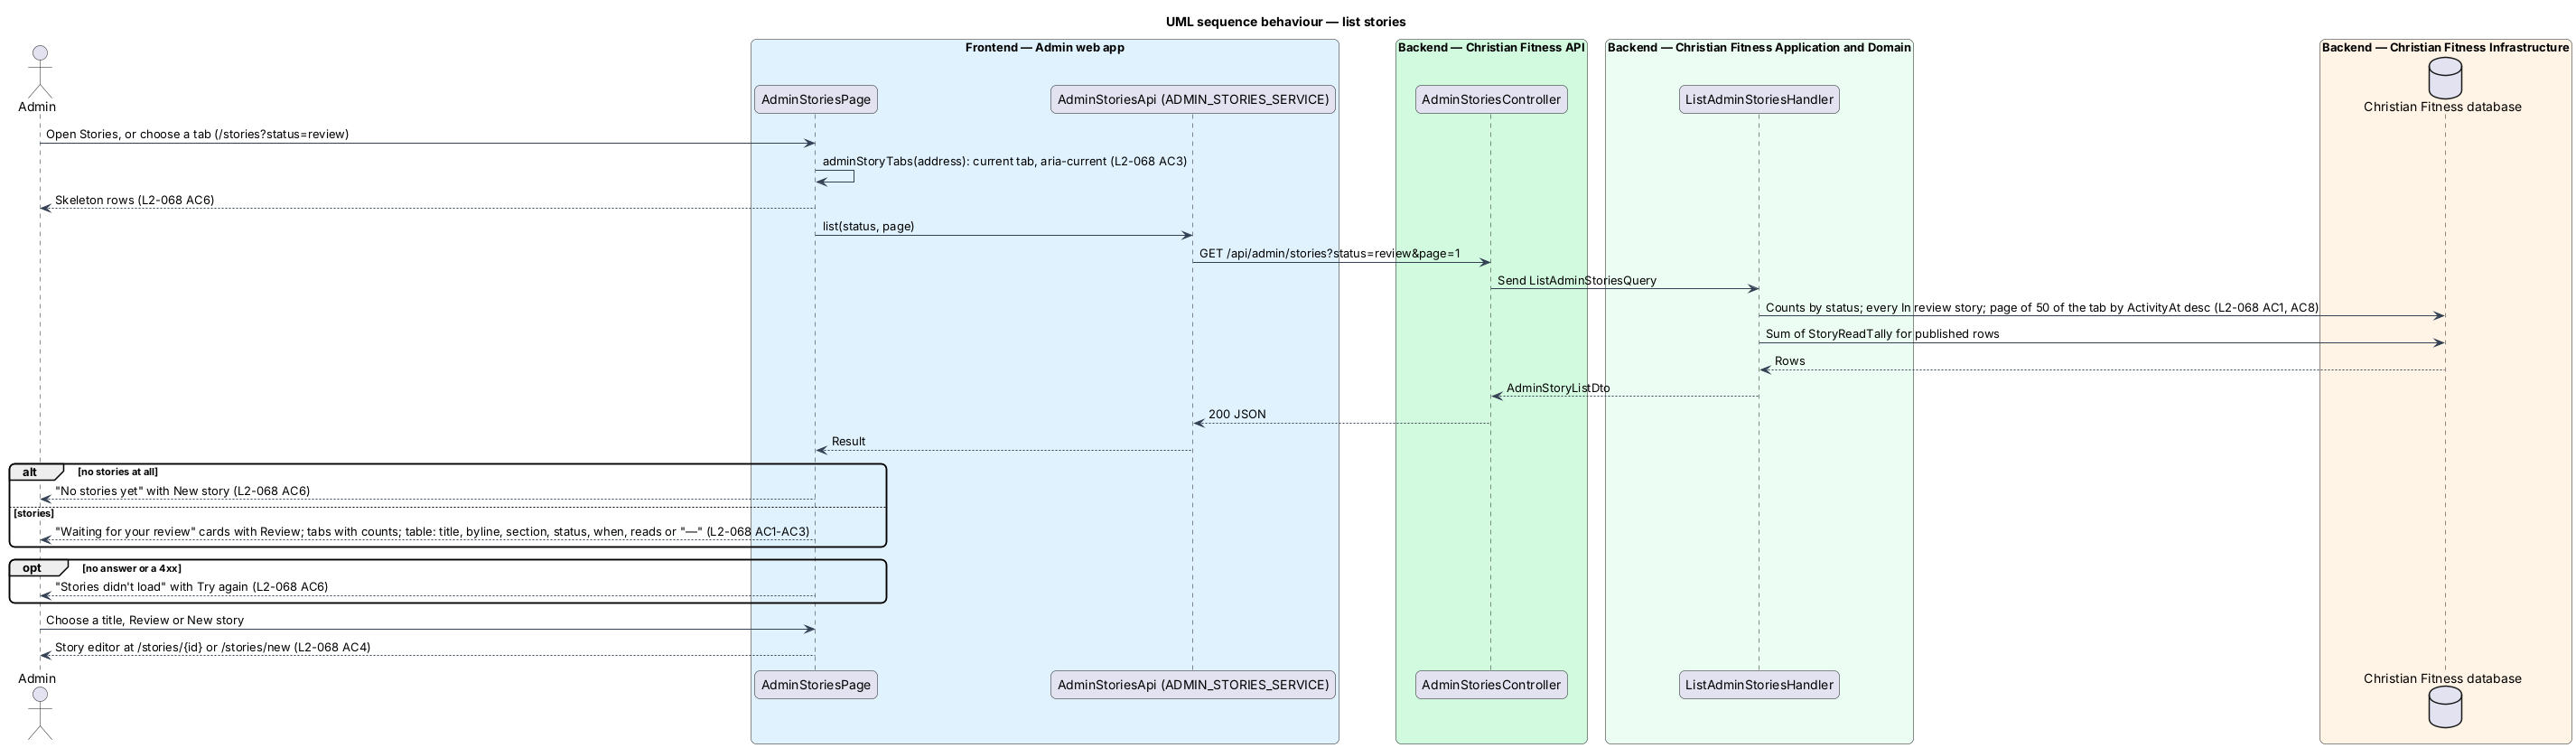 UML sequence behaviour — list stories
Frontend — Admin web app
Backend — Christian Fitness API
Backend — Christian Fitness Application and Domain
Backend — Christian Fitness Infrastructure
Admin
AdminStoriesPage
AdminStoriesApi (ADMIN_STORIES_SERVICE)
AdminStoriesController
ListAdminStoriesHandler
Christian Fitness database
Open Stories, or choose a tab (/stories?status=review)
adminStoryTabs(address): current tab, aria-current (L2-068 AC3)
Skeleton rows (L2-068 AC6)
list(status, page)
GET /api/admin/stories?status=review&page=1
Send ListAdminStoriesQuery
Counts by status; every In review story; page of 50 of the tab by ActivityAt desc (L2-068 AC1, AC8)
Sum of StoryReadTally for published rows
Rows
AdminStoryListDto
200 JSON
Result
alt [no stories at all]
"No stories yet" with New story (L2-068 AC6)
[stories]
"Waiting for your review" cards with Review; tabs with counts; table: title, byline, section, status, when, reads or "—" (L2-068 AC1-AC3)
opt [no answer or a 4xx]
"Stories didn't load" with Try again (L2-068 AC6)
Choose a title, Review or New story
Story editor at /stories/{id} or /stories/new (L2-068 AC4)
Admin
AdminStoriesPage
AdminStoriesApi (ADMIN_STORIES_SERVICE)
AdminStoriesController
ListAdminStoriesHandler
Christian Fitness database